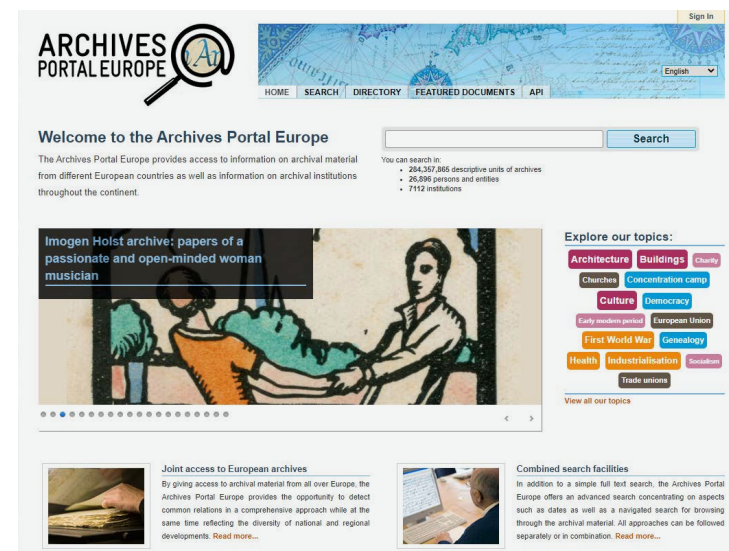 Sign In
ARCHIVES
PORTAL EUROPE
English
HOME SEARCH DIRECTORY FEATURED DOCUMENTS API
Welcome to the Archives Portal Europe
The Archives Portal Europe provides access to information on archival material
from different European countries as well as information on archival institutions
throughout the continent.
Search
You can search in:
• 284,357,865 descriptive units of archives
• 26,896 persons and entities
• 7112 institutions
Imogen Holst archive: papers of a
passionate and open-minded woman
musician
Explore our topics:
Architecture Buildings Charity
Churches Concentration camp
Culture Democracy
Early modern period European Union
First World War Genealogy
Health Industrialisation Socialism
Trade unions
View all our topics
Joint access to European archives
By giving access to archival material from all over Europe, the
Archives Portal Europe provides the opportunity to detect
common relations in a comprehensive approach while at the
same time reflecting the diversity of national and regional
developments. Read more...
Combined search facilities
In addition to a simple full text search, the Archives Portal
Europe offers an advanced search concentrating on aspects
such as dates as well as a navigated search for browsing
through the archival material. All approaches can be followed
separately or in combination. Read more...